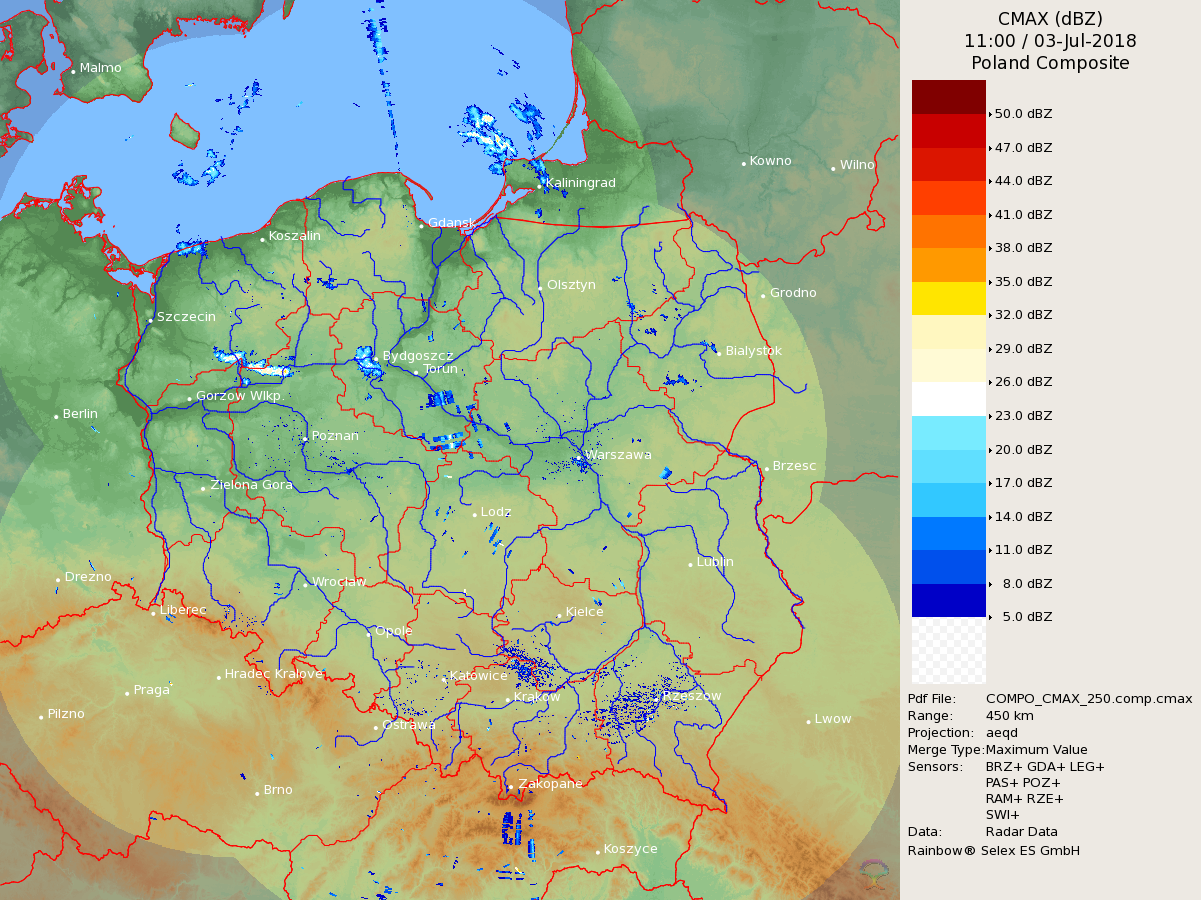 CMAX (dBZ)
11:00 / 03-Jul-2018
Poland Composite
50.0 dBZ
47.0 dBZ
44.0 dBZ
41.0 dBZ
38.0 dBZ
35.0 dBZ
32.0 dBZ
29.0 dBZ
26.0 dBZ
23.0 dBZ
20.0 dBZ
17.0 dBZ
14.0 dBZ
11.0 dBZ
8.0 dBZ
5.0 dBZ
Pdf File: COMPO_CMAX_250.comp.cmax
Range: 450 km
Projection: aeqd
Merge Type: Maximum Value
Sensors: BRZ+ GDA+ LEG+
PAS+ POZ+
RAM+ RZE+
SWI+
Data: Radar Data
Rainbow® Selex ES GmbH
Malmo
Kowno
Wilno
Kaliningrad
Gdansk
Koszalin
Olsztyn
Grodno
Szczecin
Bialystok
Bydgoszcz
Torun
Gorzow Wlkp.
Berlin
Poznan
Warszawa
Brzesc
Zielona Gora
Lodz
Lublin
Drezno
Wroclaw
Liberec
Kielce
Opole
Hradec Kralove
Katowice
Praga
Krakow
Rzeszow
Pilzno
Lwow
Ostrawa
Zakopane
Brno
Koszyce